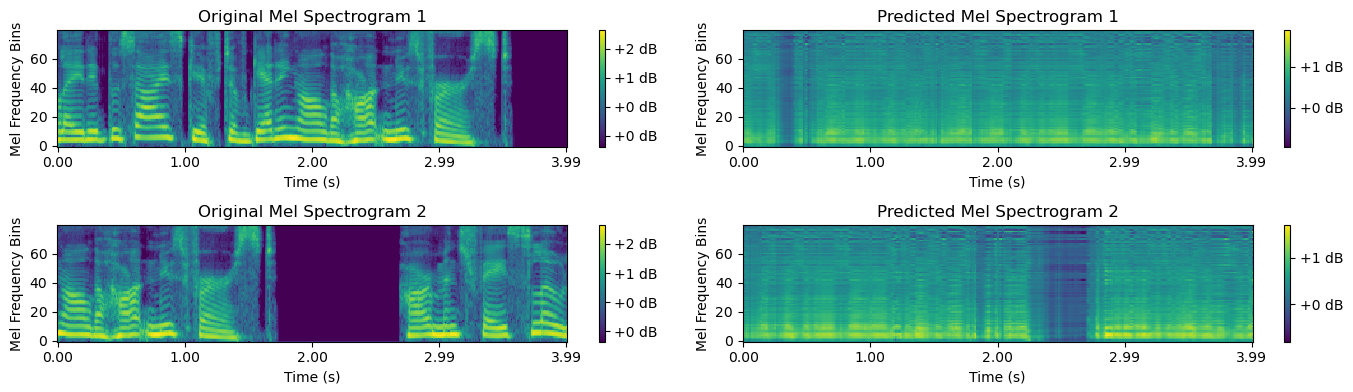 Original Mel Spectrogram 1
Mel Frequency Bins
60
40
20
0
0.00 1.00 2.00 2.99 3.99
Time (s)
+2 dB
+1 dB
+0 dB
+0 dB
Predicted Mel Spectrogram 1
Mel Frequency Bins
60
40
20
0
0.00 1.00 2.00 2.99 3.99
Time (s)
+1 dB
+0 dB
Original Mel Spectrogram 2
Mel Frequency Bins
60
40
20
0
0.00 1.00 2.00 2.99 3.99
Time (s)
+2 dB
+1 dB
+0 dB
+0 dB
Predicted Mel Spectrogram 2
Mel Frequency Bins
60
40
20
0
0.00 1.00 2.00 2.99 3.99
Time (s)
+1 dB
+0 dB